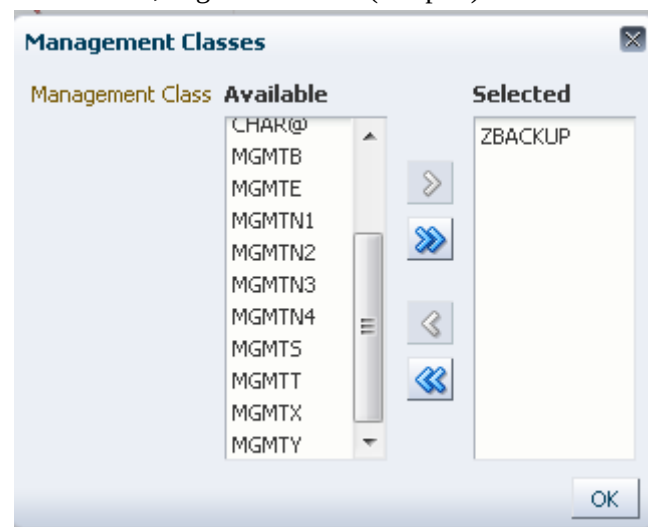 Management Classes
Management Class Available Selected
CHAR@
MGMTB
MGMTE
MGMTN1
MGMTN2
MGMTN3
MGMTN4
MGMTS
MGMTT
MGMTX
MGMTY
ZBACKUP
OK